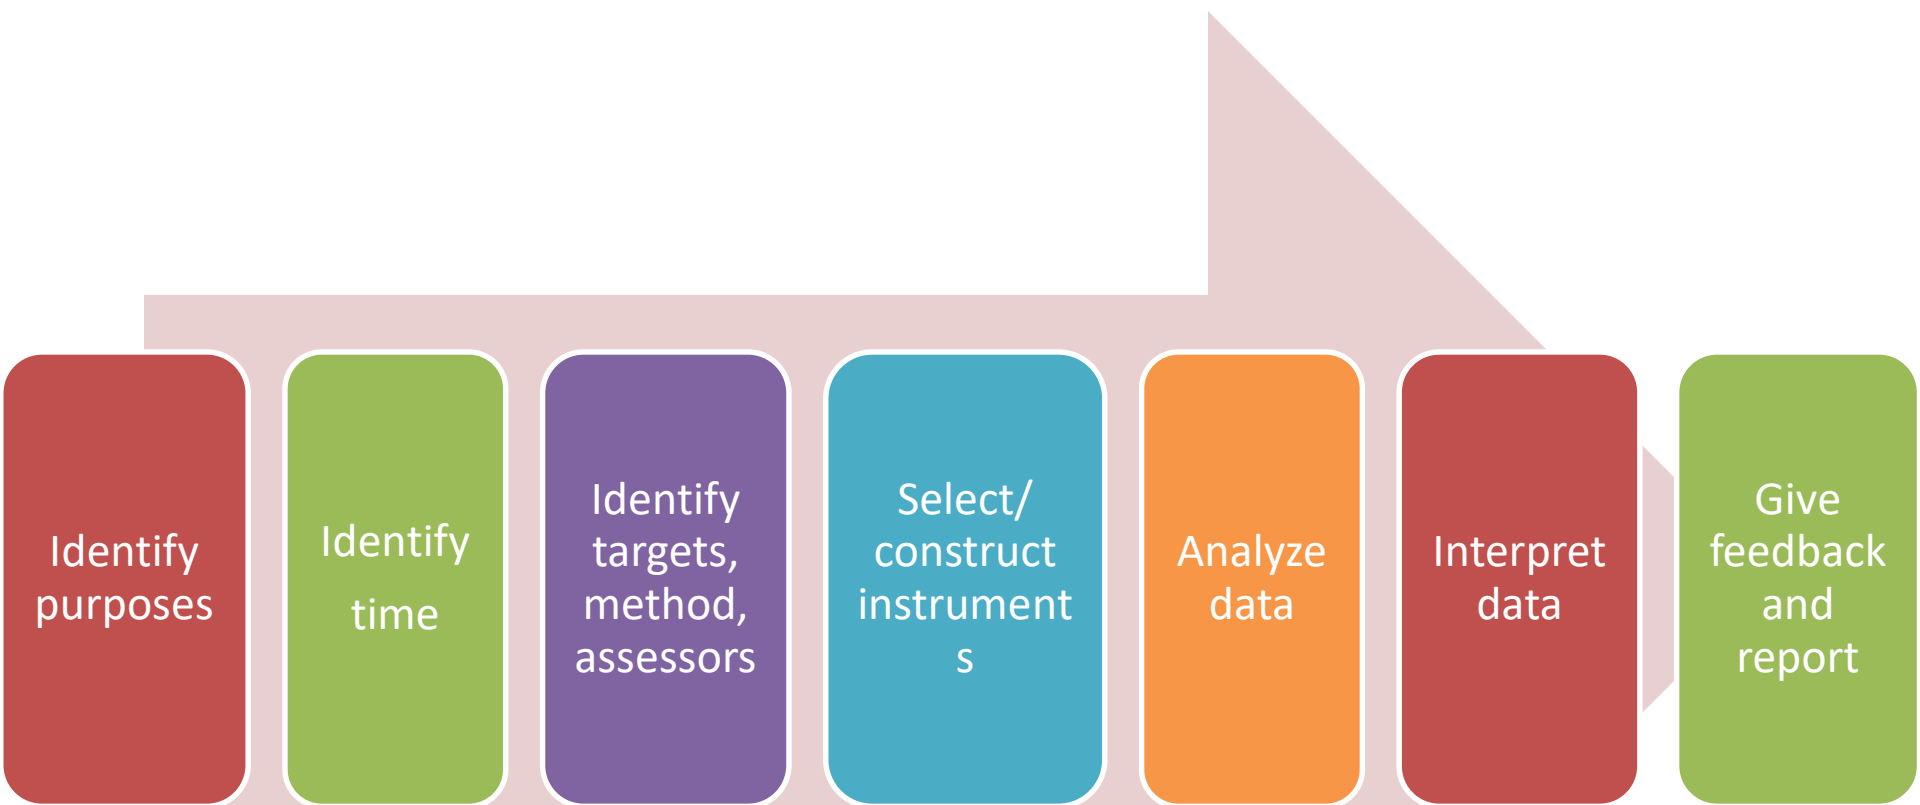 Identify
purposes
Identify
time
Identify
targets,
method,
assessors
Select/
construct
instrument
s
Analyze
data
Interpret
data
Give
feedback
and
report